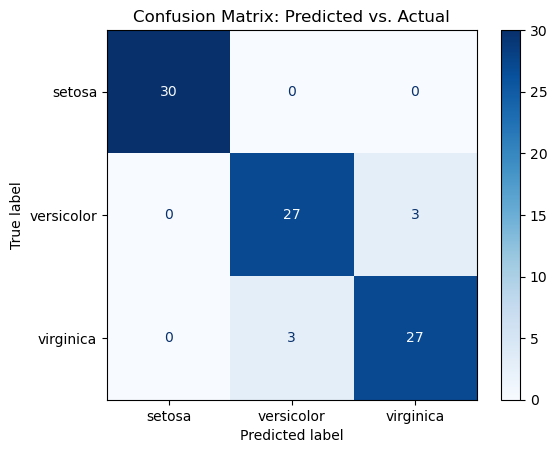 Confusion Matrix: Predicted vs. Actual
setosa
versicolor
virginica
True label
30 0 0
0 27 3
0 3 27
setosa versicolor virginica
Predicted label
30
25
20
15
10
5
0